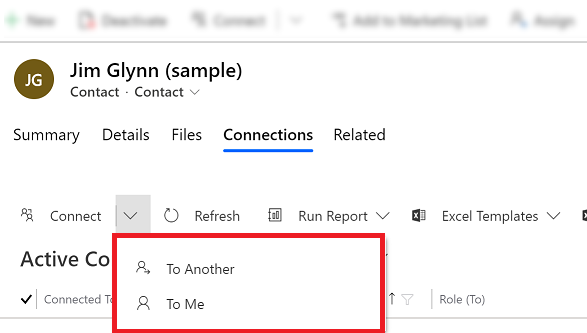 New Deactivate Connect Add to Marketing List Assign
JG
Jim Glynn (sample)
Contact · Contact
Summary Details Files Connections Related
Connect Refresh Run Report Excel Templates
Active Co
To Another
Connected To Role (To)
To Me